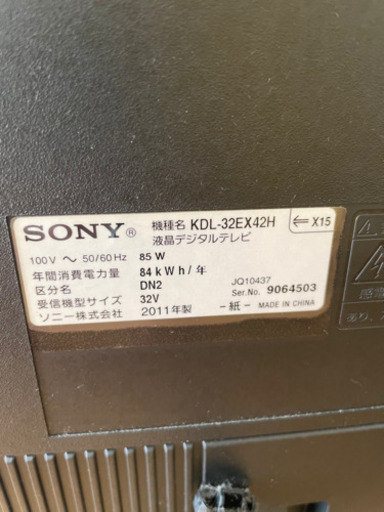 SONY® 機種名 KDL-32EX42H
液晶デジタルテレビ
⇐ X15
100V ～ 50/60Hz 85 W
年間消費電力量 84 kWh/年
区分名 DN2
受信機型サイズ 32V
ソニー株式会社 2011年製
JQ10437
Ser.No. 9064503
-紙- MADE IN CHINA